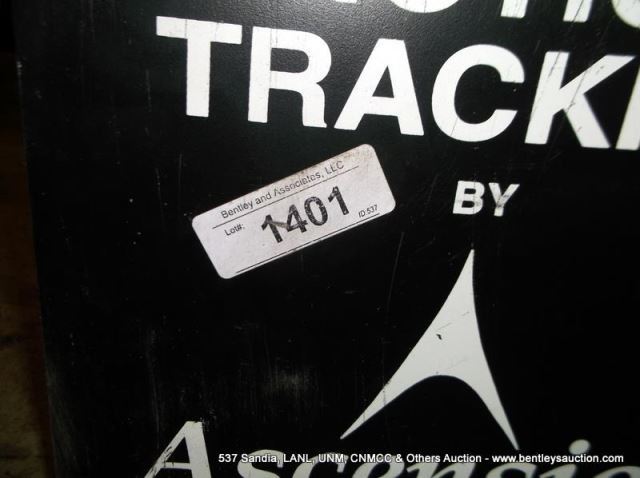 TRACK
BY
Bentley and Associates, LLC
Lot#: 1401
ID 537
Ascensio
537 Sandia, LANL, UNM, CNMCC & Others Auction - www.bentleysauction.com